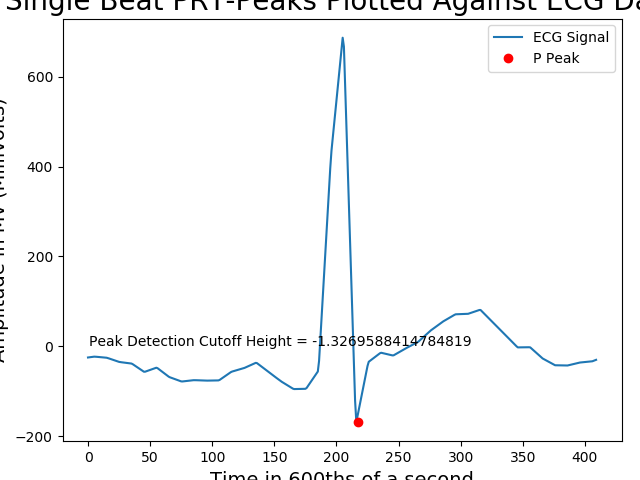 Single Beat PRT-Peaks Plotted Against ECG Da
ECG Signal
P Peak
Amplitude in MV (Millivolts)
600
400
200
0
−200
Peak Detection Cutoff Height = -1.3269588414784819
0 50 100 150 200 250 300 350 400
Time in 600ths of a second